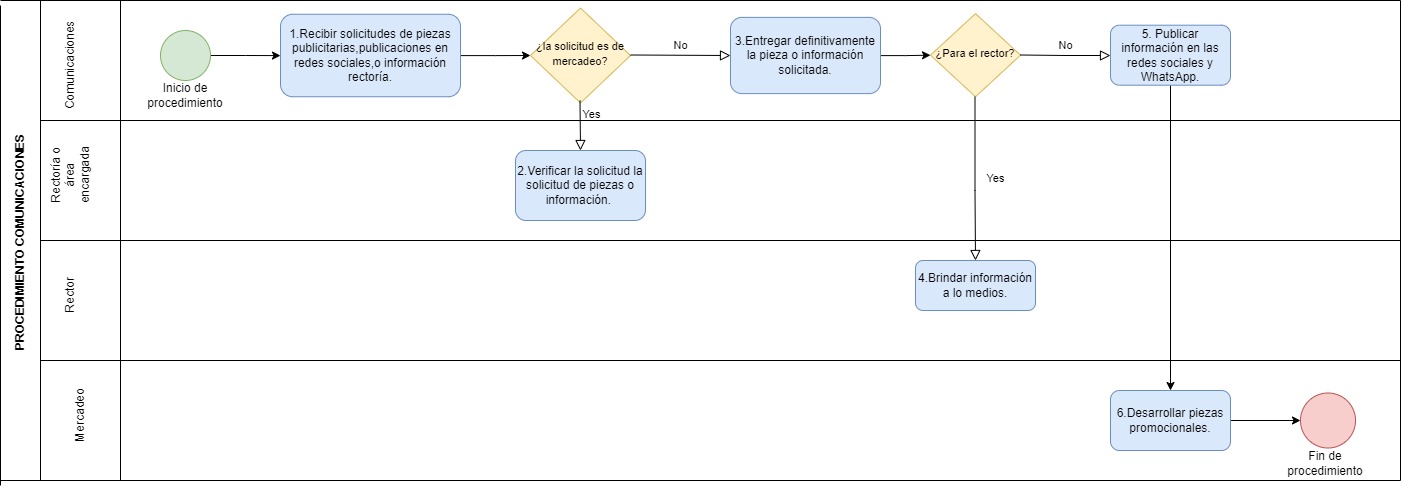 PROCEDIMIENTO COMUNICACIONES
Comunicaciones
Inicio de
procedimiento
1.Recibir solicitudes de piezas
publicitarias,publicaciones en
redes sociales,o información
rectoría.
¿la solicitud es de
mercadeo?
No
Yes
3.Entregar definitivamente
la pieza o información
solicitada.
¿Para el rector?
No
Yes
5. Publicar
información en las
redes sociales y
WhatsApp.
Rectoría o
área
encargada
2.Verificar la solicitud la
solicitud de piezas o
información.
Rector
4.Brindar información
a lo medios.
Mercadeo
6.Desarrollar piezas
promocionales.
Fin de
procedimiento